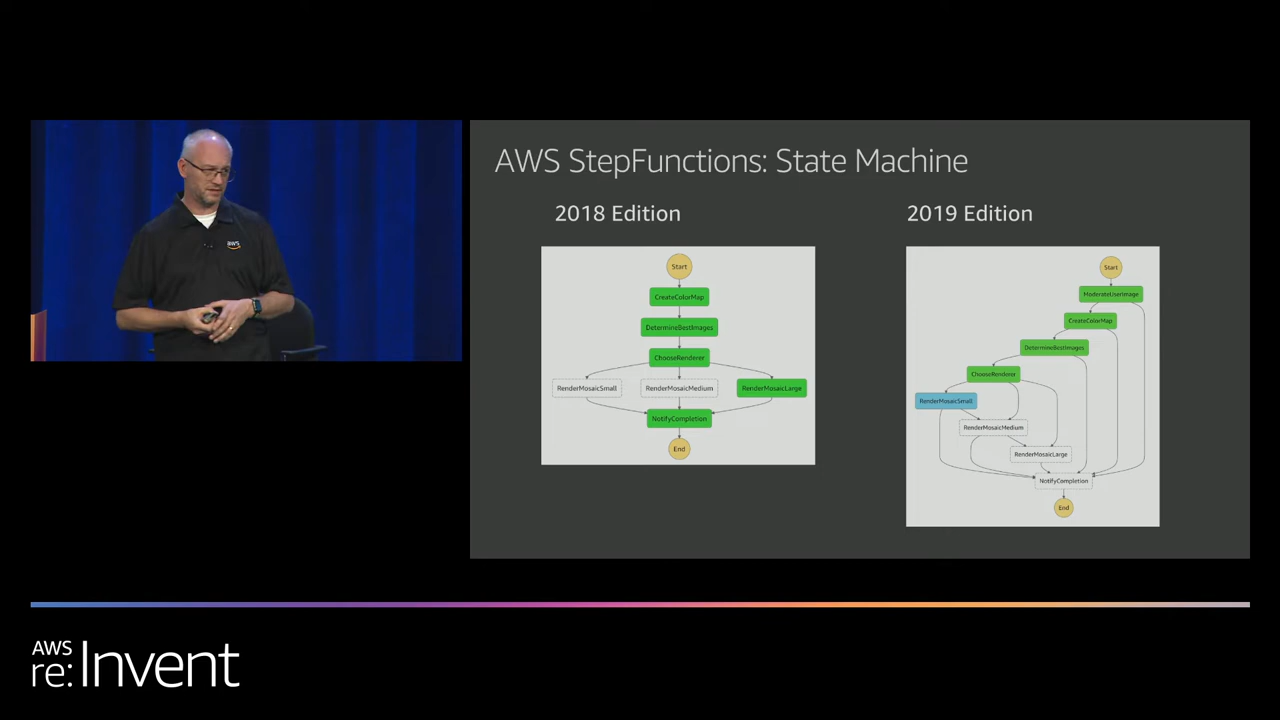 aws
AWS StepFunctions: State Machine
2018 Edition
Start
CreateColorMap
DetermineBestImages
ChooseRenderer
RenderMosaicSmall
RenderMosaicMedium
RenderMosaicLarge
NotifyCompletion
End
2019 Edition
Start
ModerateUserImage
CreateColorMap
DetermineBestImages
ChooseRenderer
RenderMosaicSmall
RenderMosaicMedium
RenderMosaicLarge
NotifyCompletion
End
AWS
re:Invent